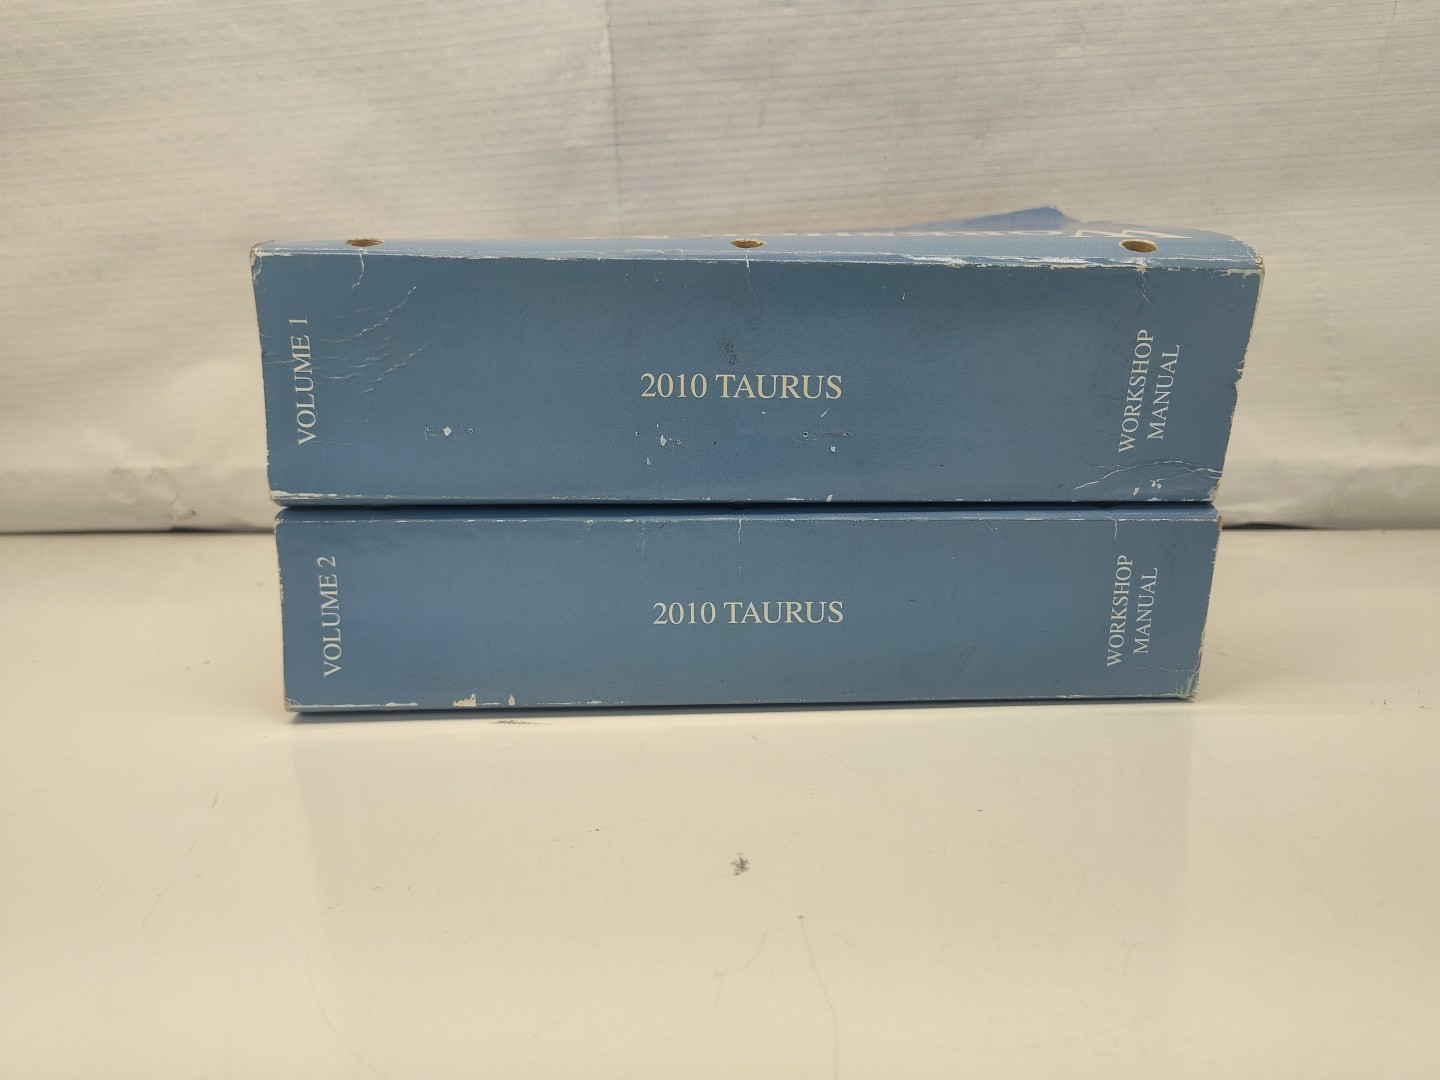 VOLUME 1
2010 TAURUS
WORKSHOP
MANUAL
VOLUME 2
2010 TAURUS
WORKSHOP
MANUAL